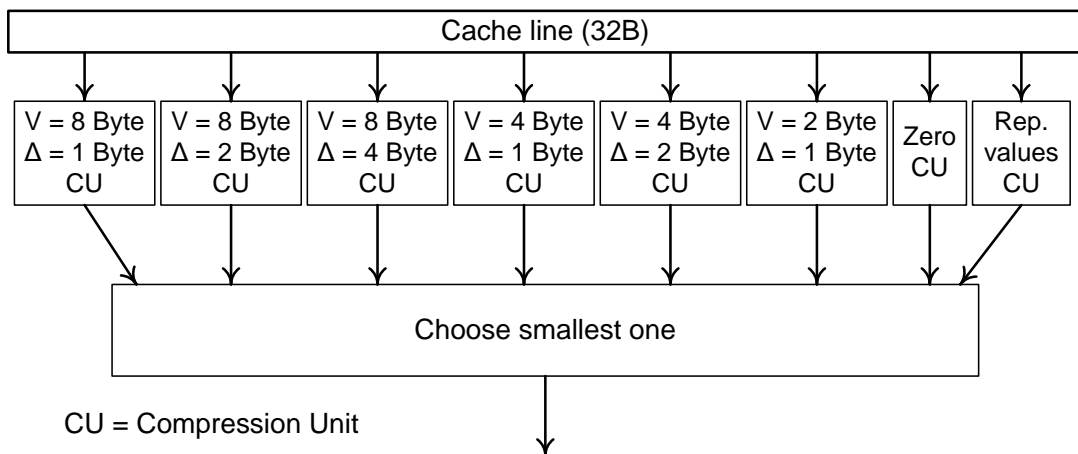 Cache line (32B)
V = 8 Byte
Δ = 1 Byte
CU
V = 8 Byte
Δ = 2 Byte
CU
V = 8 Byte
Δ = 4 Byte
CU
V = 4 Byte
Δ = 1 Byte
CU
V = 4 Byte
Δ = 2 Byte
CU
V = 2 Byte
Δ = 1 Byte
CU
Zero
CU
Rep.
values
CU
Choose smallest one
CU = Compression Unit